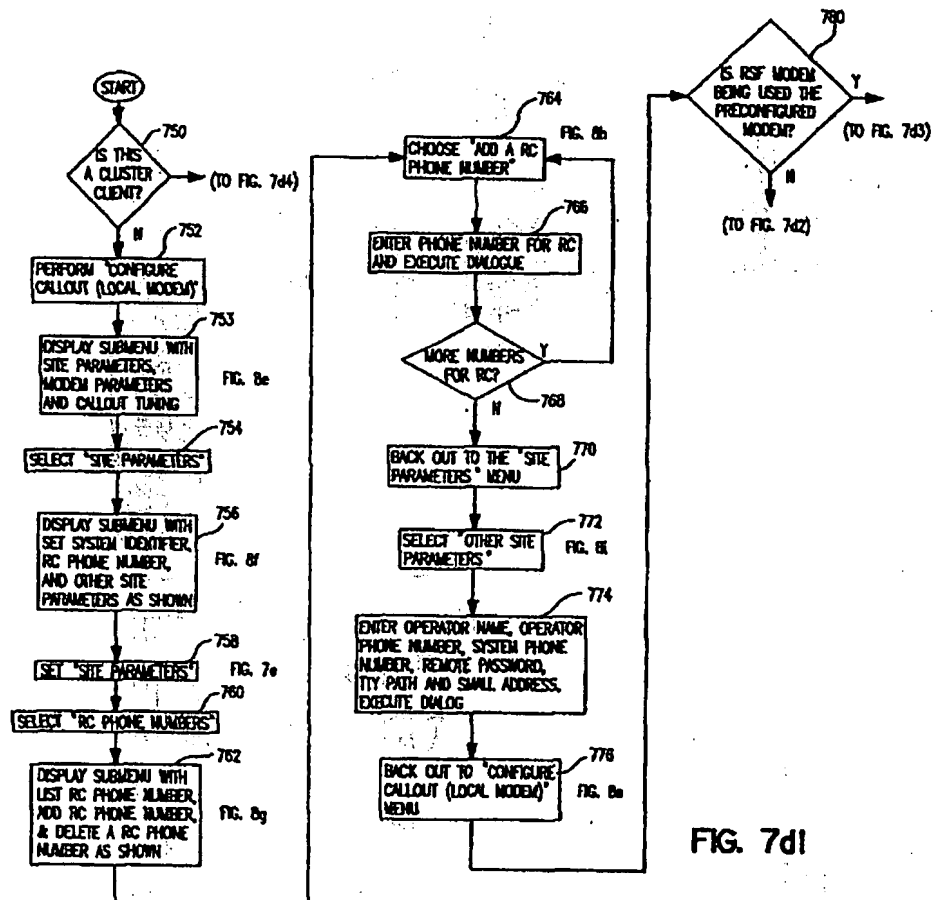 START
750
IS THIS
A CLUSTER
CLIENT?
(TO FIG. 7d4)
N
752
PERFORM "CONFIGURE
CALLOUT (LOCAL MODEM)"
753
DISPLAY SUBMENU WITH
SITE PARAMETERS,
MODEM PARAMETERS
AND CALLOUT TUNING
FIG. 8e
754
SELECT "SITE PARAMETERS"
756
DISPLAY SUBMENU WITH
SET SYSTEM IDENTIFIER,
RC PHONE NUMBER,
AND OTHER SITE
PARAMETERS AS SHOWN
FIG. 8f
758
SET "SITE PARAMETERS"
FIG. 7e
760
SELECT "RC PHONE NUMBERS"
762
DISPLAY SUBMENU WITH
LIST RC PHONE NUMBER,
ADD RC PHONE NUMBER,
& DELETE A RC PHONE
NUMBER AS SHOWN
FIG. 8g
764
CHOOSE "ADD A RC
PHONE NUMBER"
FIG. 8h
766
ENTER PHONE NUMBER FOR RC
AND EXECUTE DIALOGUE
MORE NUMBERS
FOR RC?
Y
768
N
BACK OUT TO THE "SITE
PARAMETERS" MENU
770
772
SELECT "OTHER SITE
PARAMETERS"
FIG. 8i
774
ENTER OPERATOR NAME, OPERATOR
PHONE NUMBER, SYSTEM PHONE
NUMBER, REMOTE PASSWORD,
TTY PATH AND SMALL ADDRESS,
EXECUTE DIALOG
776
BACK OUT TO "CONFIGURE
CALLOUT (LOCAL MODEM)"
MENU
FIG. 8e
780
IS RSF MODEM
BEING USED THE
PRECONFIGURED
MODEM?
Y
(TO FIG. 7d3)
N
(TO FIG. 7d2)
FIG. 7d1